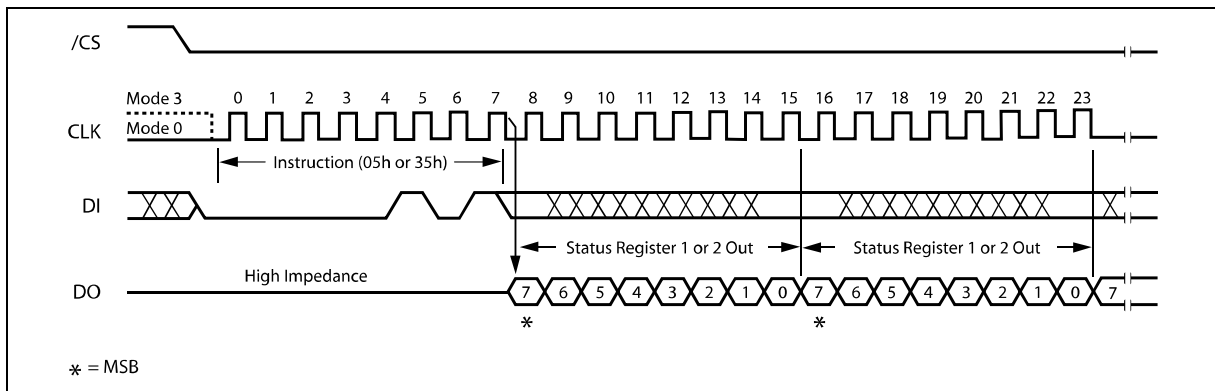 /CS
Mode 3
0 1 2 3 4 5 6 7 8 9 10 11 12 13 14 15 16 17 18 19 20 21 22 23
CLK
Mode 0
Instruction (05h or 35h)
DI
Status Register 1 or 2 Out
Status Register 1 or 2 Out
High Impedance
DO
7 6 5 4 3 2 1 0 7 6 5 4 3 2 1 0 7
* *
* = MSB